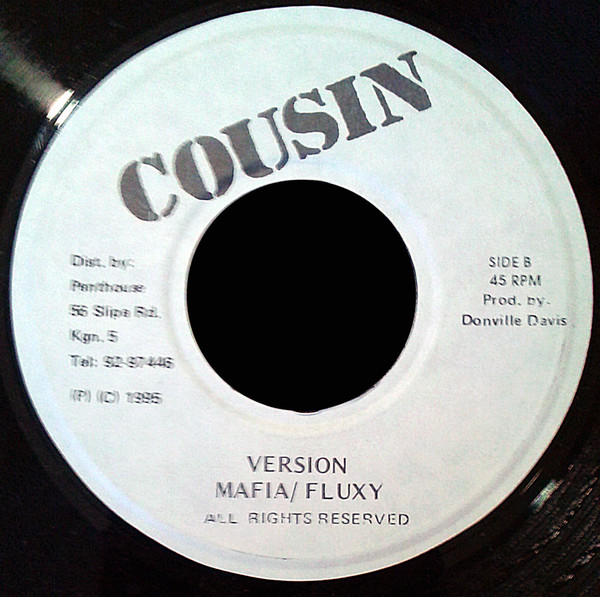 COUSIN
Dist. by:
Penthouse
56 Slipe Rd.
Kgn. 5
Tel: 92-97446
(P) (C) 1995
SIDE B
45 RPM
Prod. by.
Donville Davis
VERSION
MAFIA/ FLUXY
ALL RIGHTS RESERVED